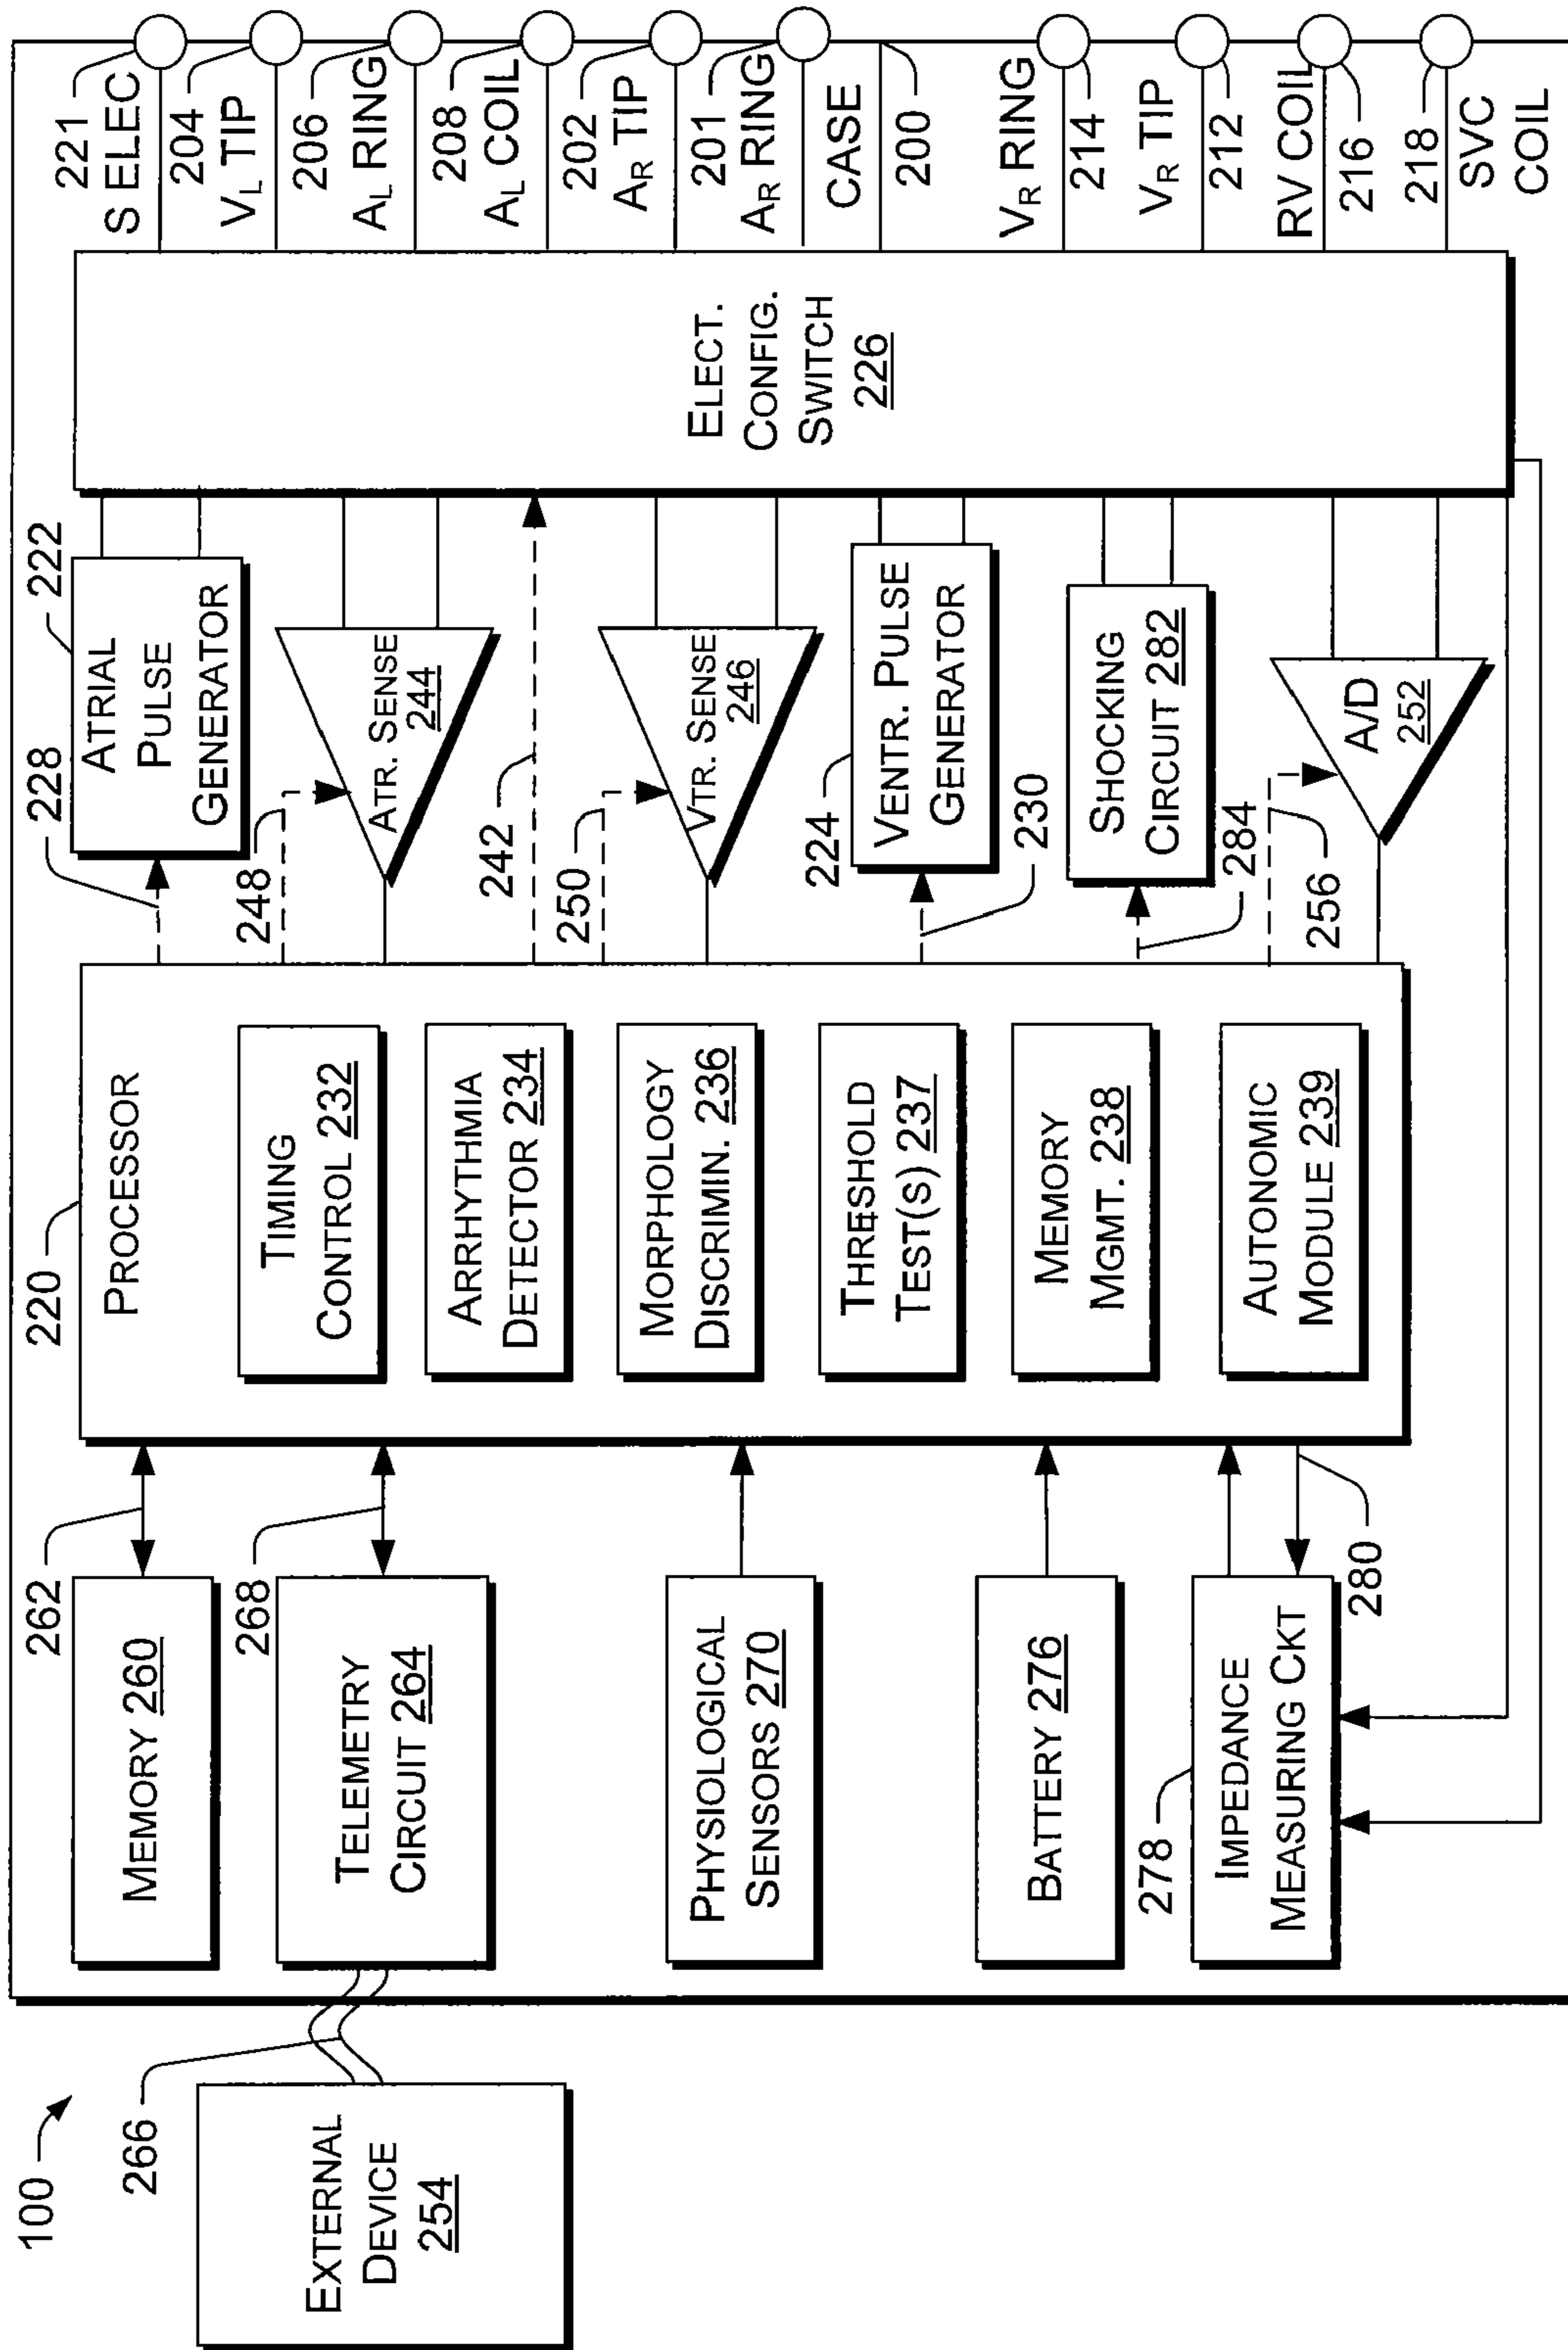 100
EXTERNAL
DEVICE
254
266
MEMORY 260
262
TELEMETRY
CIRCUIT 264
268
PHYSIOLOGICAL
SENSORS 270
BATTERY 276
278
IMPEDANCE
MEASURING CKT
280
220
PROCESSOR
TIMING
CONTROL 232
ARRHYTHMIA
DETECTOR 234
MORPHOLOGY
DISCRIMIN. 236
THRESHOLD
TEST(S) 237
MEMORY
MGMT. 238
AUTONOMIC
MODULE 239
228
222
ATRIAL
PULSE
GENERATOR
248
ATR. SENSE
244
242
250
VTR. SENSE
246
224
VENTR. PULSE
GENERATOR
230
SHOCKING
CIRCUIT 282
284
256
A/D
252
ELECT.
CONFIG.
SWITCH
226
221
S ELEC
204
VL TIP
206
AL RING
208
AL COIL
202
AR TIP
201
AR RING
CASE
200
VR RING
214
VR TIP
212
RV COIL
216
218
SVC
COIL